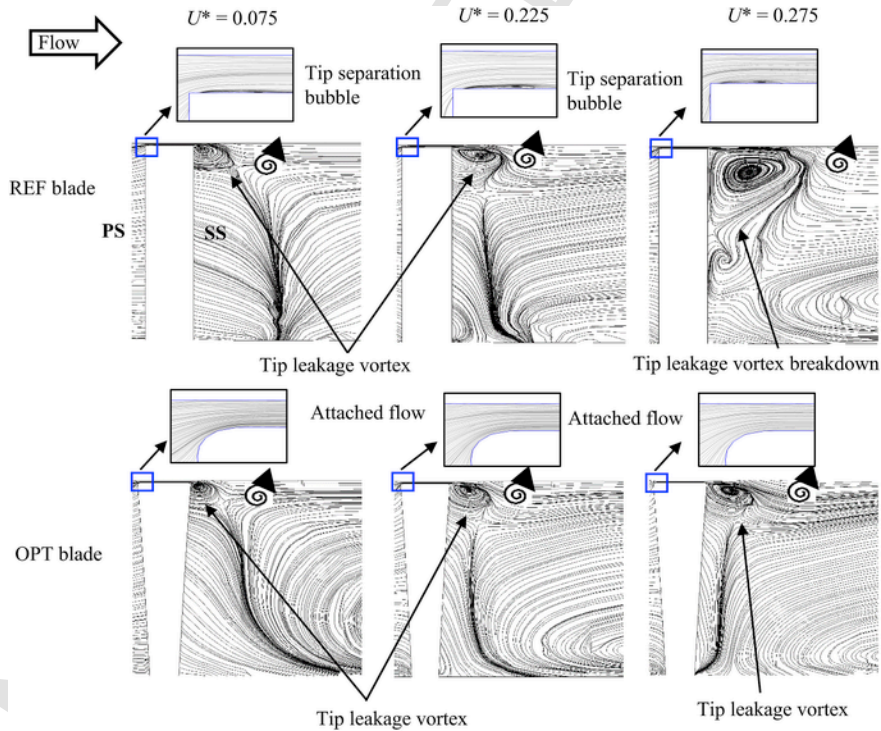 U* = 0.075
U* = 0.225
U* = 0.275
Flow
Tip separation
bubble
Tip separation
bubble
REF blade
PS
SS
Tip leakage vortex
Tip leakage vortex breakdown
Attached flow
Attached flow
OPT blade
Tip leakage vortex
Tip leakage vortex